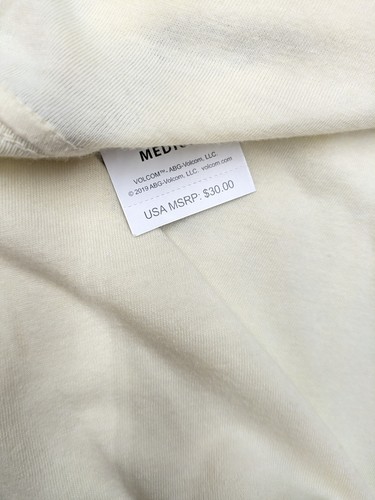 VOLCOM™- ABG-Volcom, LLC
© 2019 ABG-Volcom, LLC. volcom.com
USA MSRP: $30.00